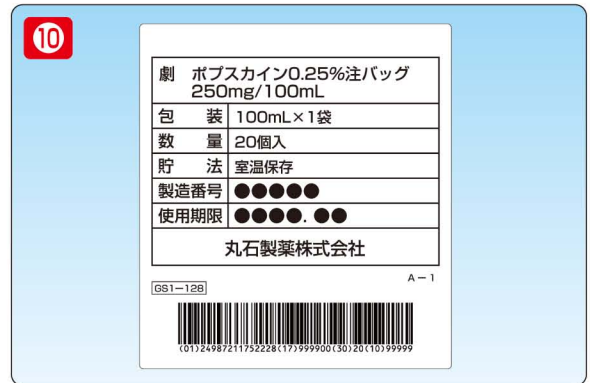 10
劇 ポプスカイン0.25%注バッグ
250mg/100mL
包 装 100mL×1袋
数 量 20個入
貯 法 室温保存
製造番号 ●●●●●
使用期限 ●●●●.●●
丸石製薬株式会社
A-1
GS1-128
(01)24987211752228(17)999900(30)20(10)99999